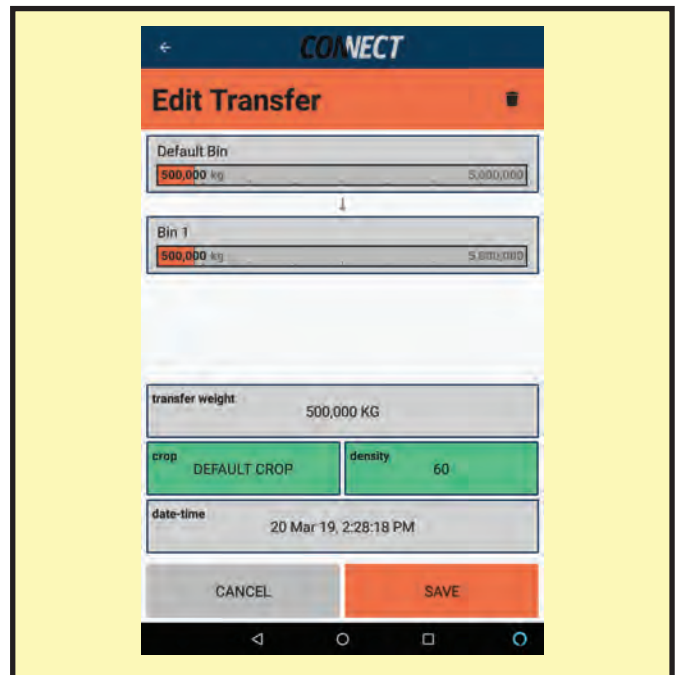 CONNECT
Edit Transfer
Default Bin
500,000 kg 5,000,000
Bin 1
500,000 kg 5,000,000
transfer weight
500,000 KG
crop
DEFAULT CROP
density
60
date-time
20 Mar 19, 2:28:18 PM
CANCEL
SAVE